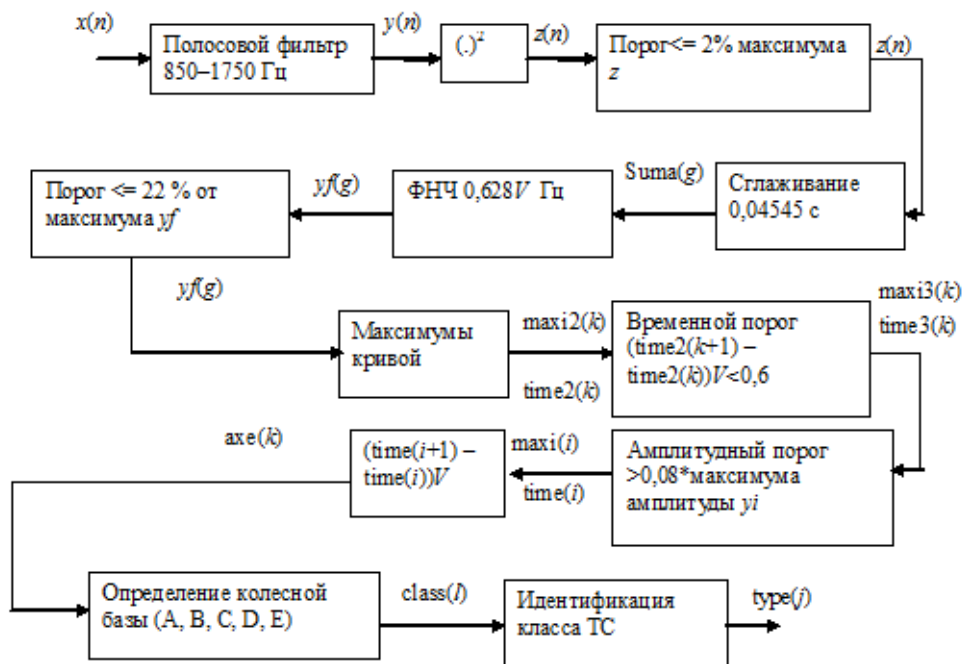 x(n)
Полосовой фильтр
850–1750 Гц
y(n)
(.)²
z(n)
Порог<= 2% максимума
z
z(n)
Порог <= 22 % от
максимума yf
yf(g)
ФНЧ 0,628V Гц
Suma(g)
Сглаживание
0,04545 с
yf(g)
Максимумы
кривой
maxi2(k)
time2(k)
Временной порог
(time2(k+1) –
time2(k))V<0,6
maxi3(k)
time3(k)
axe(k)
(time(i+1) –
time(i))V
maxi(i)
time(i)
Амплитудный порог
>0,08*максимума
амплитуды yi
Определение колесной
базы (A, B, C, D, E)
class(l)
Идентификация
класса ТС
type(j)